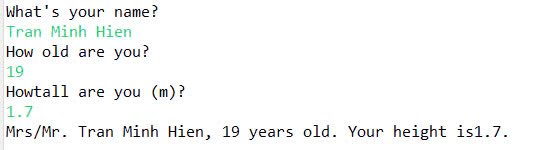 What's your name?
Tran Minh Hien
How old are you?
19
Howtall are you (m)?
1.7
Mrs/Mr. Tran Minh Hien, 19 years old. Your height is1.7.